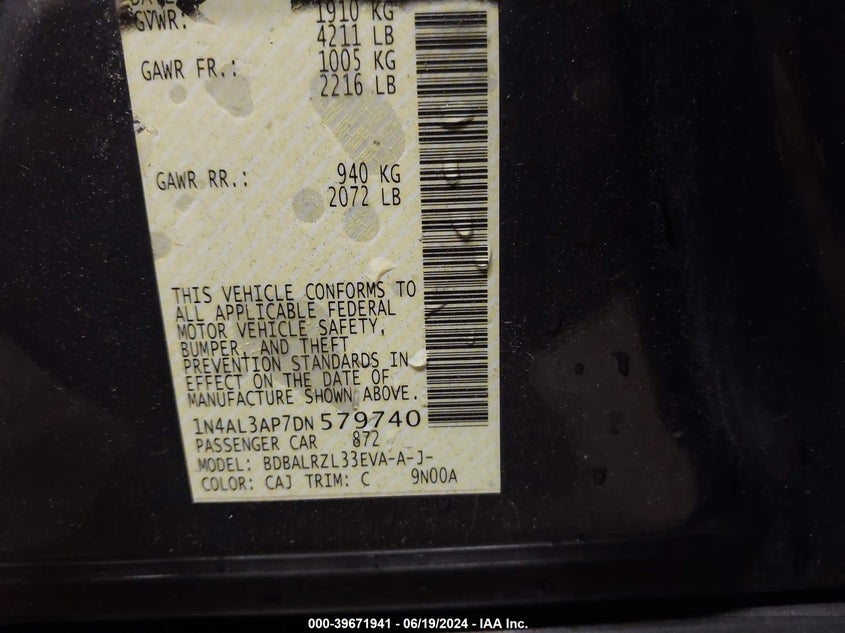 GVWR: 1910 KG
4211 LB
GAWR FR.: 1005 KG
2216 LB
GAWR RR.: 940 KG
2072 LB
THIS VEHICLE CONFORMS TO
ALL APPLICABLE FEDERAL
MOTOR VEHICLE SAFETY,
BUMPER, AND THEFT
PREVENTION STANDARDS IN
EFFECT ON THE DATE OF
MANUFACTURE SHOWN ABOVE.
1N4AL3AP7DN579740
PASSENGER CAR 872
MODEL: BDBALRZL33EVA-A-J-
COLOR: CAJ TRIM: C 9N00A
000-39671941 - 06/19/2024 - IAA Inc.